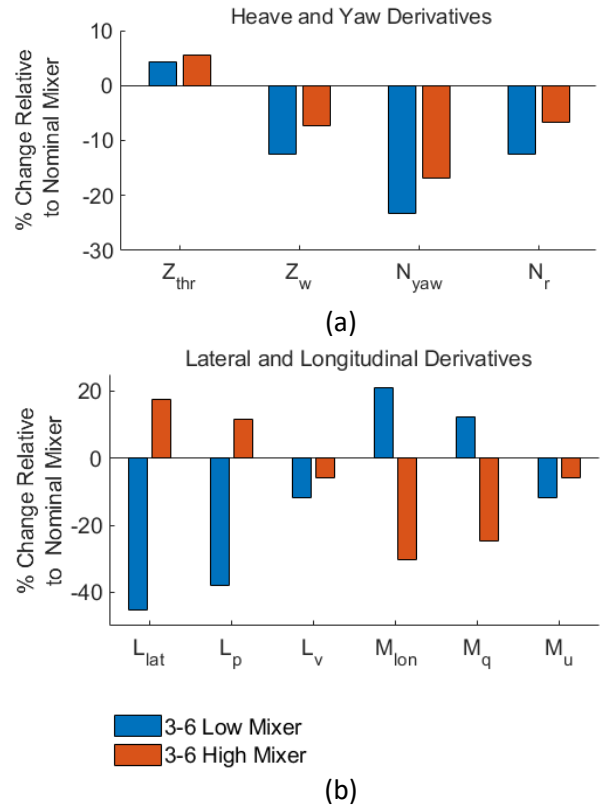 Heave and Yaw Derivatives
% Change Relative
to Nominal Mixer
10
0
-10
-20
-30
Z_thr
Z_w
N_yaw
N_r
(a)
Lateral and Longitudinal Derivatives
% Change Relative
to Nominal Mixer
20
0
-20
-40
L_lat
L_p
L_v
M_lon
M_q
M_u
3-6 Low Mixer
3-6 High Mixer
(b)